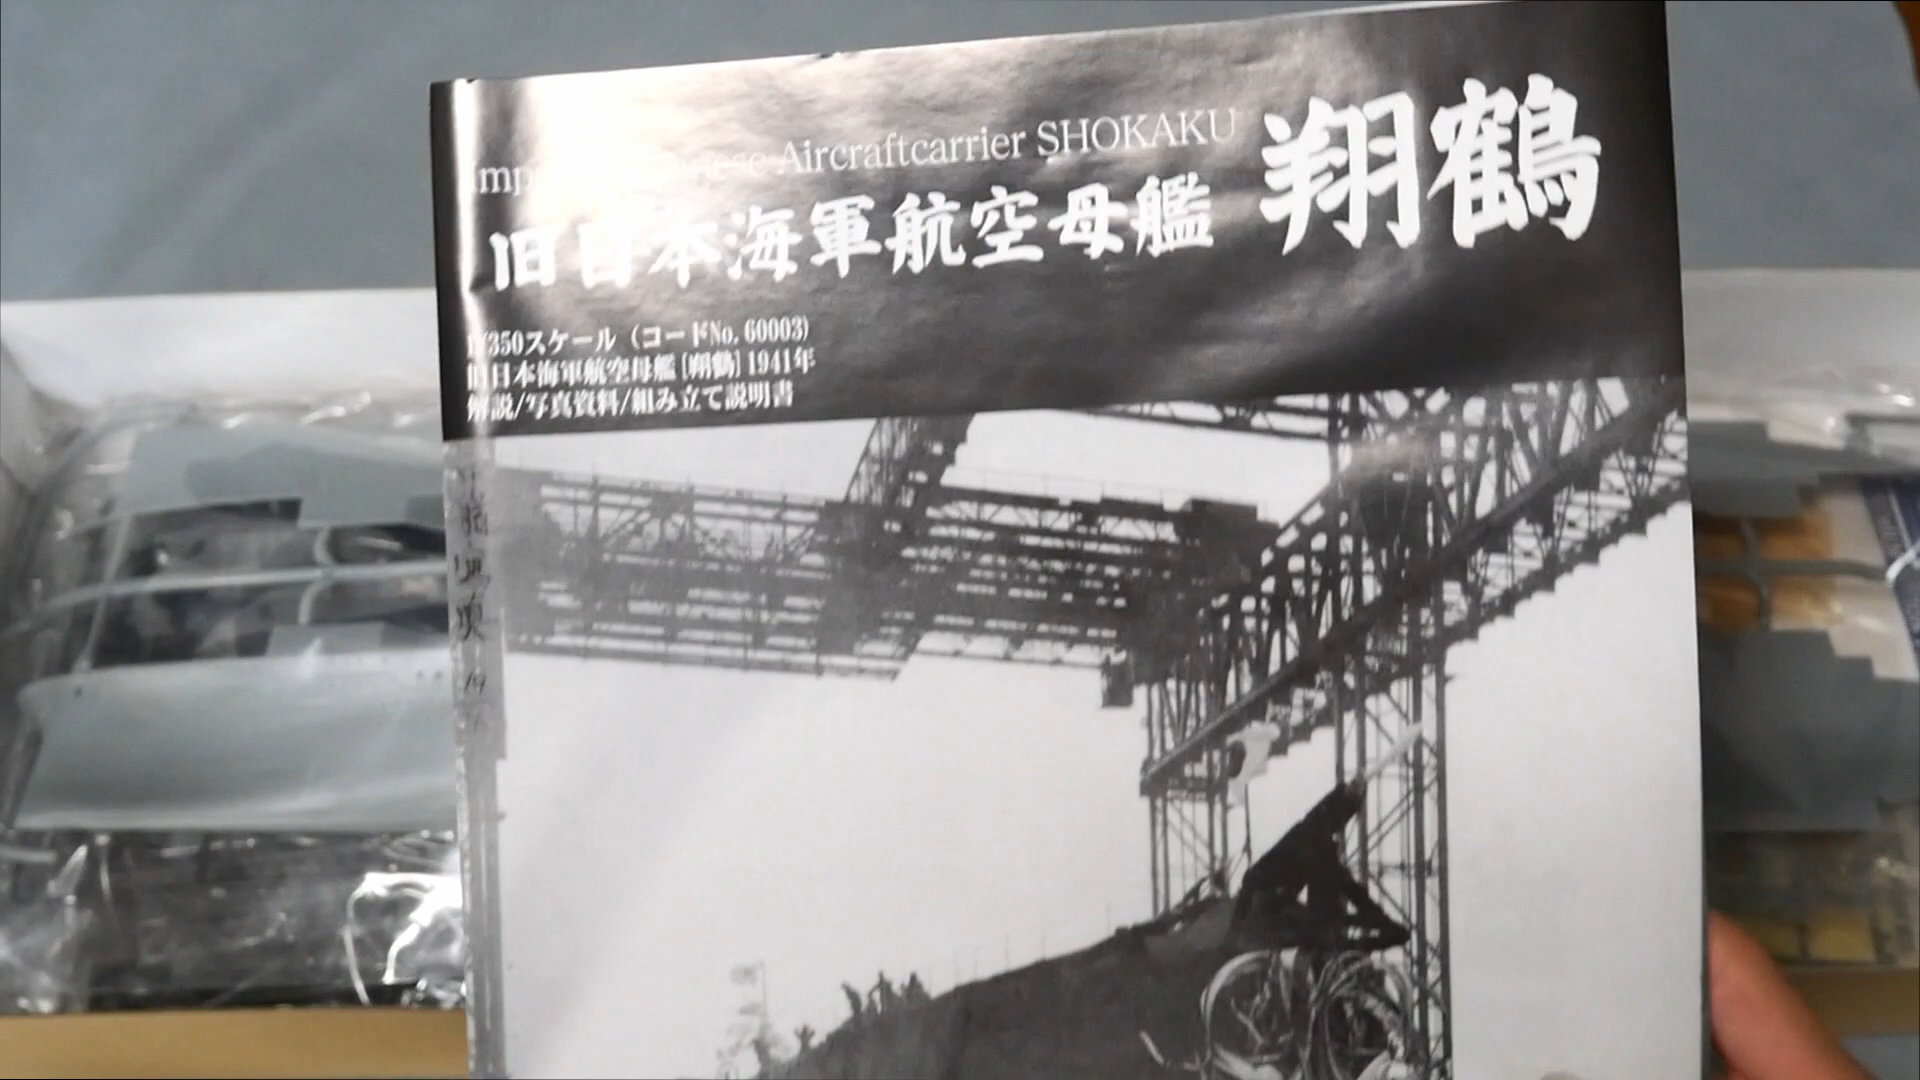 Aircraftcarrier SHOKAKU
旧日本海軍航空母艦 翔鶴
1/350スケール（コードNo. 60003）
旧日本海軍航空母艦［翔鶴］1941年
解説/写真資料/組み立て説明書